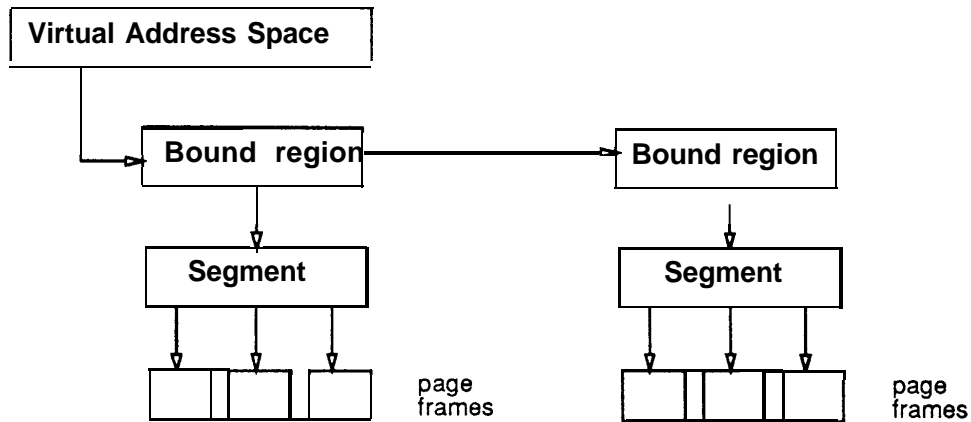 Virtual Address Space
Bound region
Bound region
Segment
Segment
page
frames
page
frames